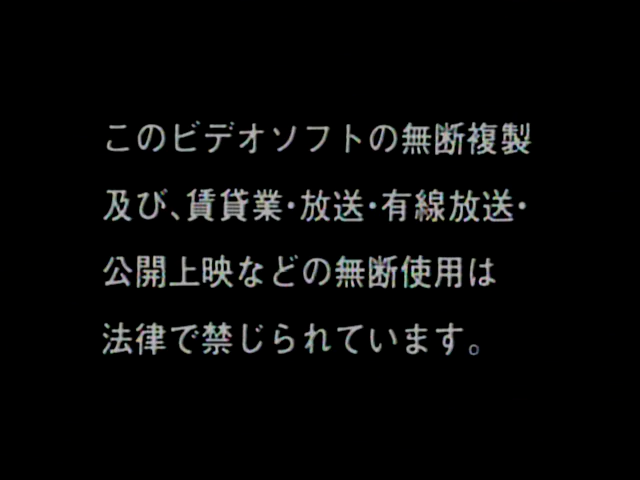 このビデオソフトの無断複製
及び、賃貸業・放送・有線放送・
公開上映などの無断使用は
法律で禁じられています。